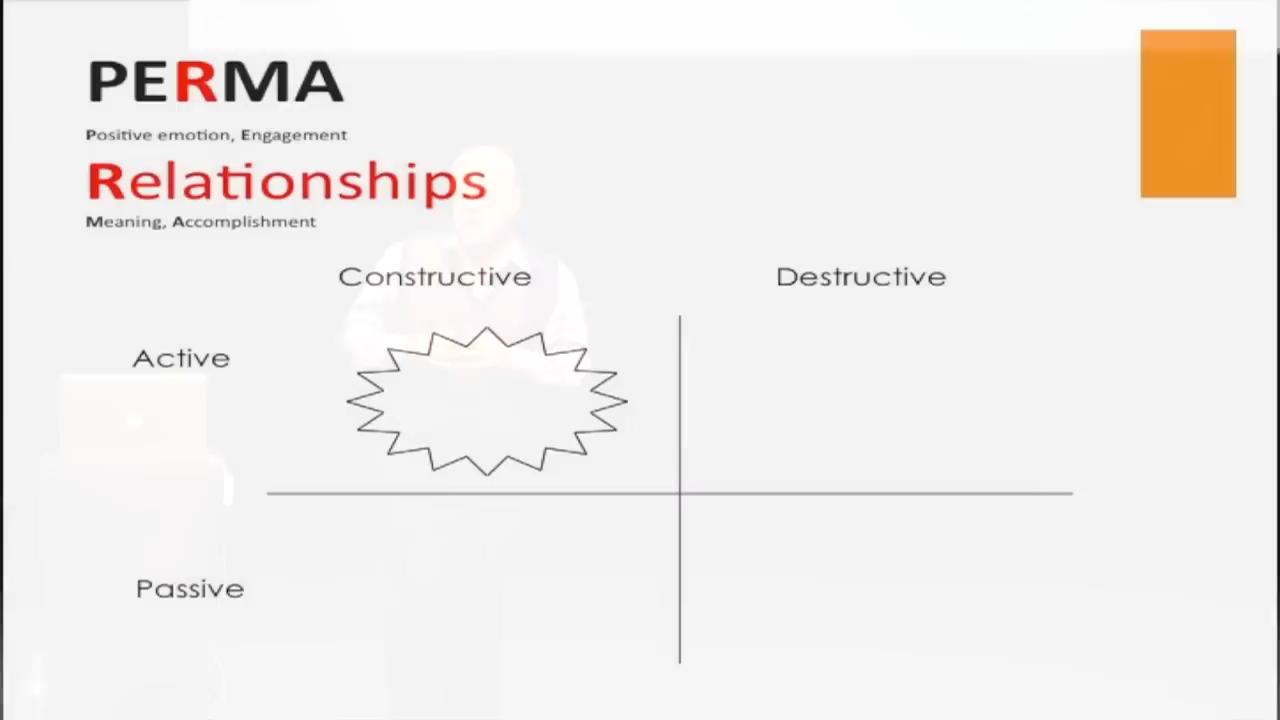 PERMA
Positive emotion, Engagement
Relationships
Meaning, Accomplishment
Constructive Destructive
Active
Passive